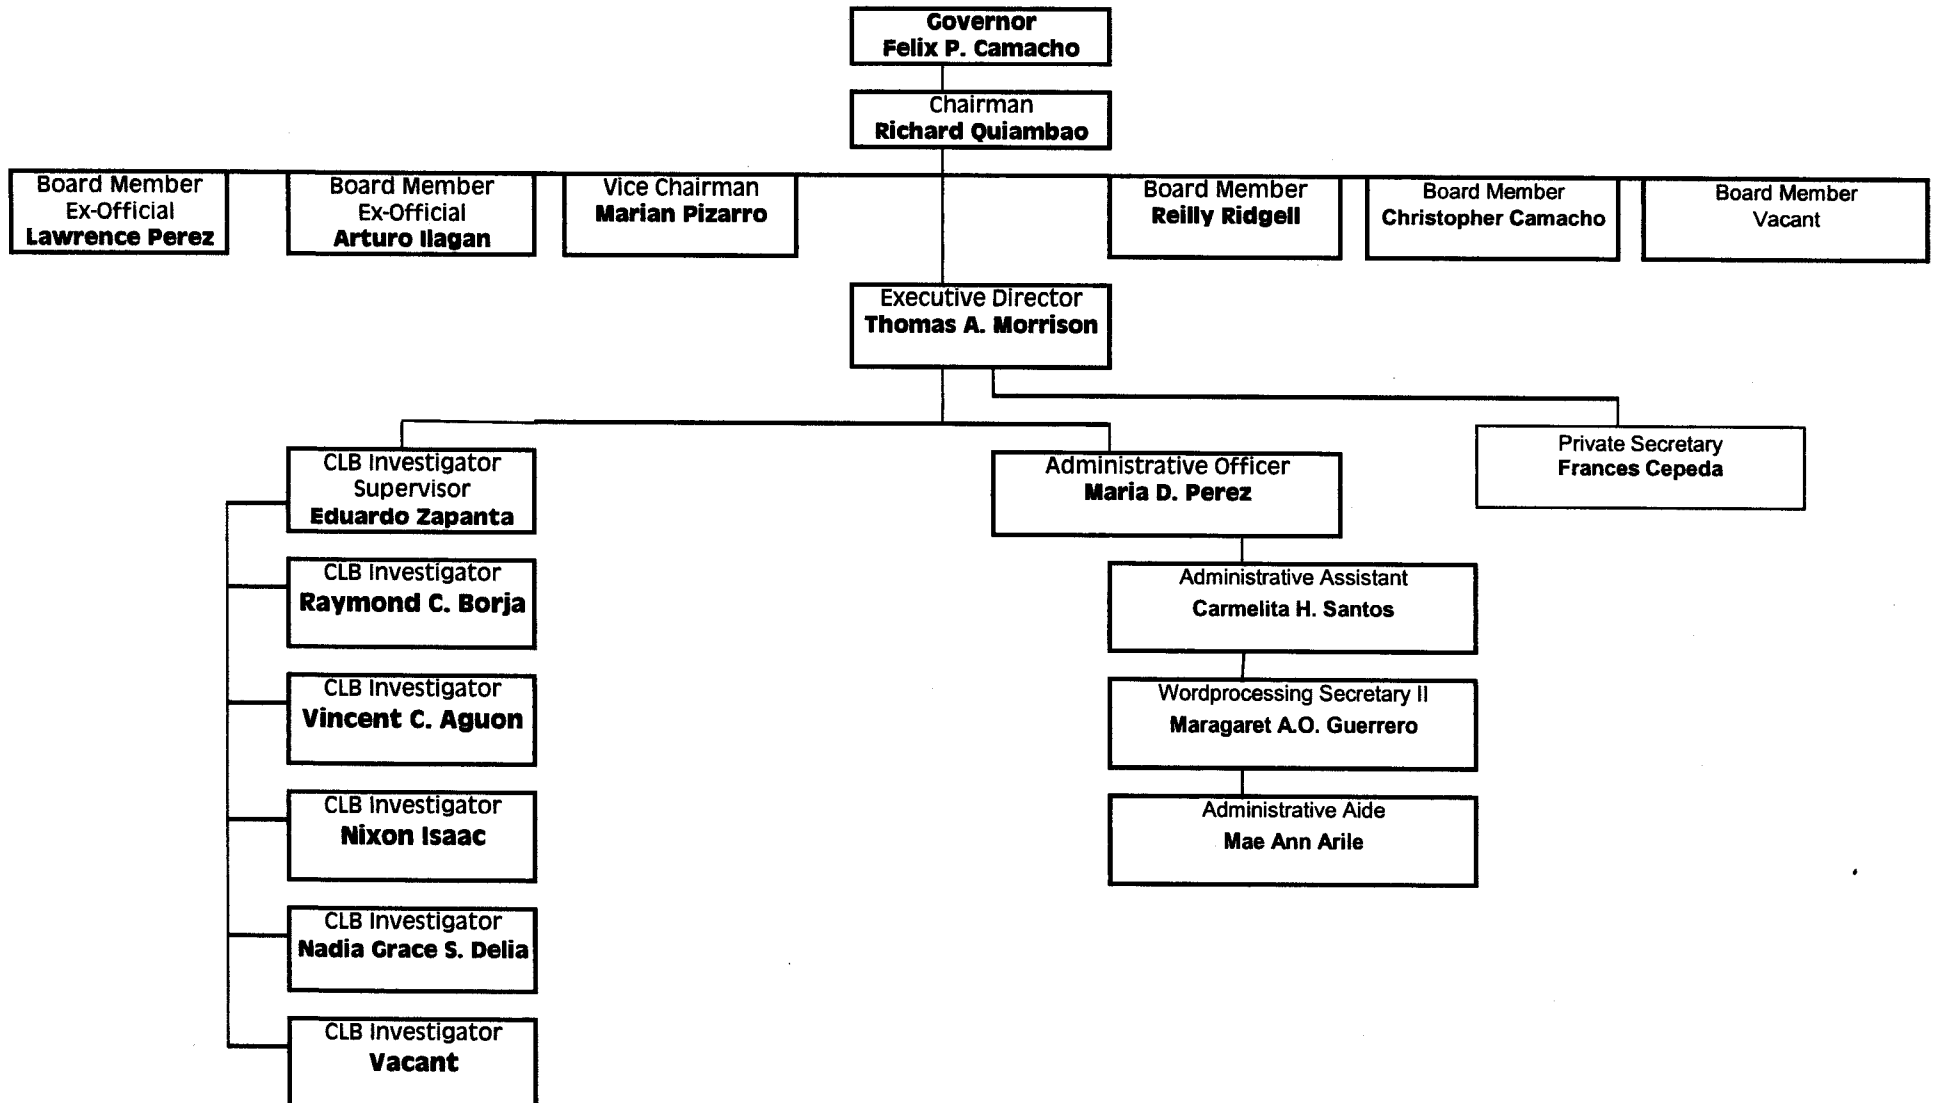 Governor
Felix P. Camacho
Chairman
Richard Quiambao
Board Member
Ex-Official
Lawrence Perez
Board Member
Ex-Official
Arturo Ilagan
Vice Chairman
Marian Pizarro
Board Member
Reilly Ridgell
Board Member
Christopher Camacho
Board Member
Vacant
Executive Director
Thomas A. Morrison
CLB Investigator
Supervisor
Eduardo Zapanta
Administrative Officer
Maria D. Perez
Private Secretary
Frances Cepeda
CLB Investigator
Raymond C. Borja
CLB Investigator
Vincent C. Aguon
CLB Investigator
Nixon Isaac
CLB Investigator
Nadia Grace S. Delia
CLB Investigator
Vacant
Administrative Assistant
Carmelita H. Santos
Wordprocessing Secretary II
Maragaret A.O. Guerrero
Administrative Aide
Mae Ann Arile